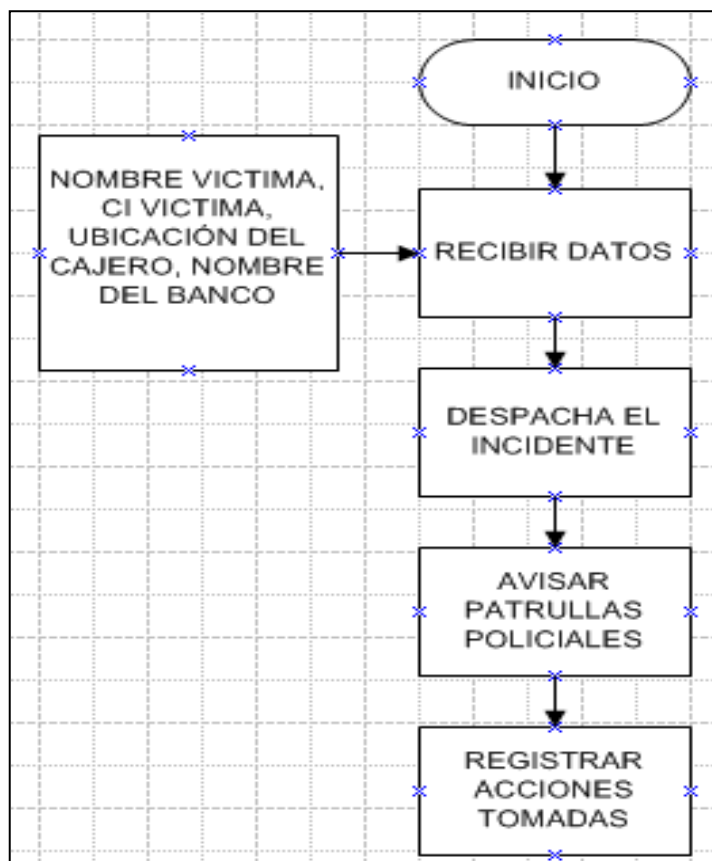 INICIO
NOMBRE VICTIMA,
CI VICTIMA,
UBICACIÓN DEL
CAJERO, NOMBRE
DEL BANCO
RECIBIR DATOS
DESPACHA EL
INCIDENTE
AVISAR
PATRULLAS
POLICIALES
REGISTRAR
ACCIONES
TOMADAS